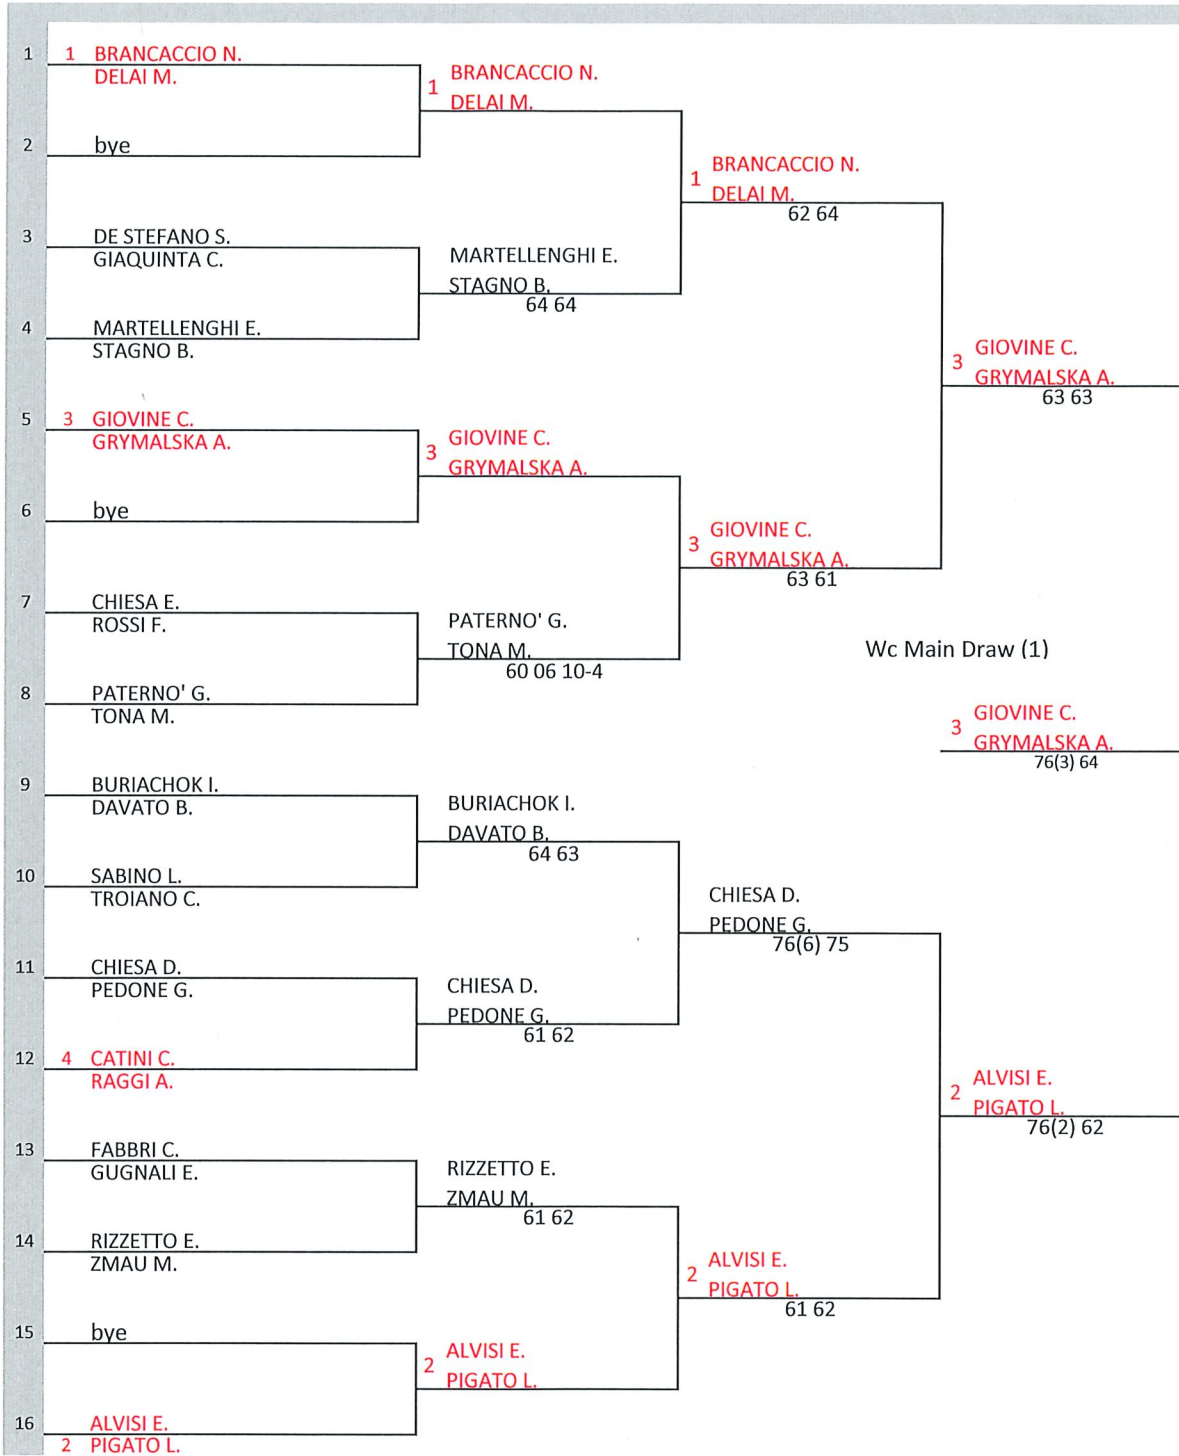 1 1 BRANCACCIO N.
DELAI M.
1 BRANCACCIO N.
DELAI M.
2 bye
1 BRANCACCIO N.
DELAI M.
62 64
3 DE STEFANO S.
GIAQUINTA C.
MARTELLENGHI E.
STAGNO B.
64 64
4 MARTELLENGHI E.
STAGNO B.
3 GIOVINE C.
GRYMALSKA A.
63 63
5 3 GIOVINE C.
GRYMALSKA A.
3 GIOVINE C.
GRYMALSKA A.
6 bye
3 GIOVINE C.
GRYMALSKA A.
63 61
7 CHIESA E.
ROSSI F.
PATERNO' G.
TONA M.
60 06 10-4
Wc Main Draw (1)
8 PATERNO' G.
TONA M.
3 GIOVINE C.
GRYMALSKA A.
76(3) 64
9 BURIACHOK I.
DAVATO B.
BURIACHOK I.
DAVATO B.
64 63
10 SABINO L.
TROIANO C.
CHIESA D.
PEDONE G.
76(6) 75
11 CHIESA D.
PEDONE G.
CHIESA D.
PEDONE G.
61 62
12 4 CATINI C.
RAGGI A.
2 ALVISI E.
PIGATO L.
76(2) 62
13 FABBRI C.
GUGNALI E.
RIZZETTO E.
ZMAU M.
61 62
14 RIZZETTO E.
ZMAU M.
2 ALVISI E.
PIGATO L.
61 62
15 bye
2 ALVISI E.
PIGATO L.
16 ALVISI E.
2 PIGATO L.